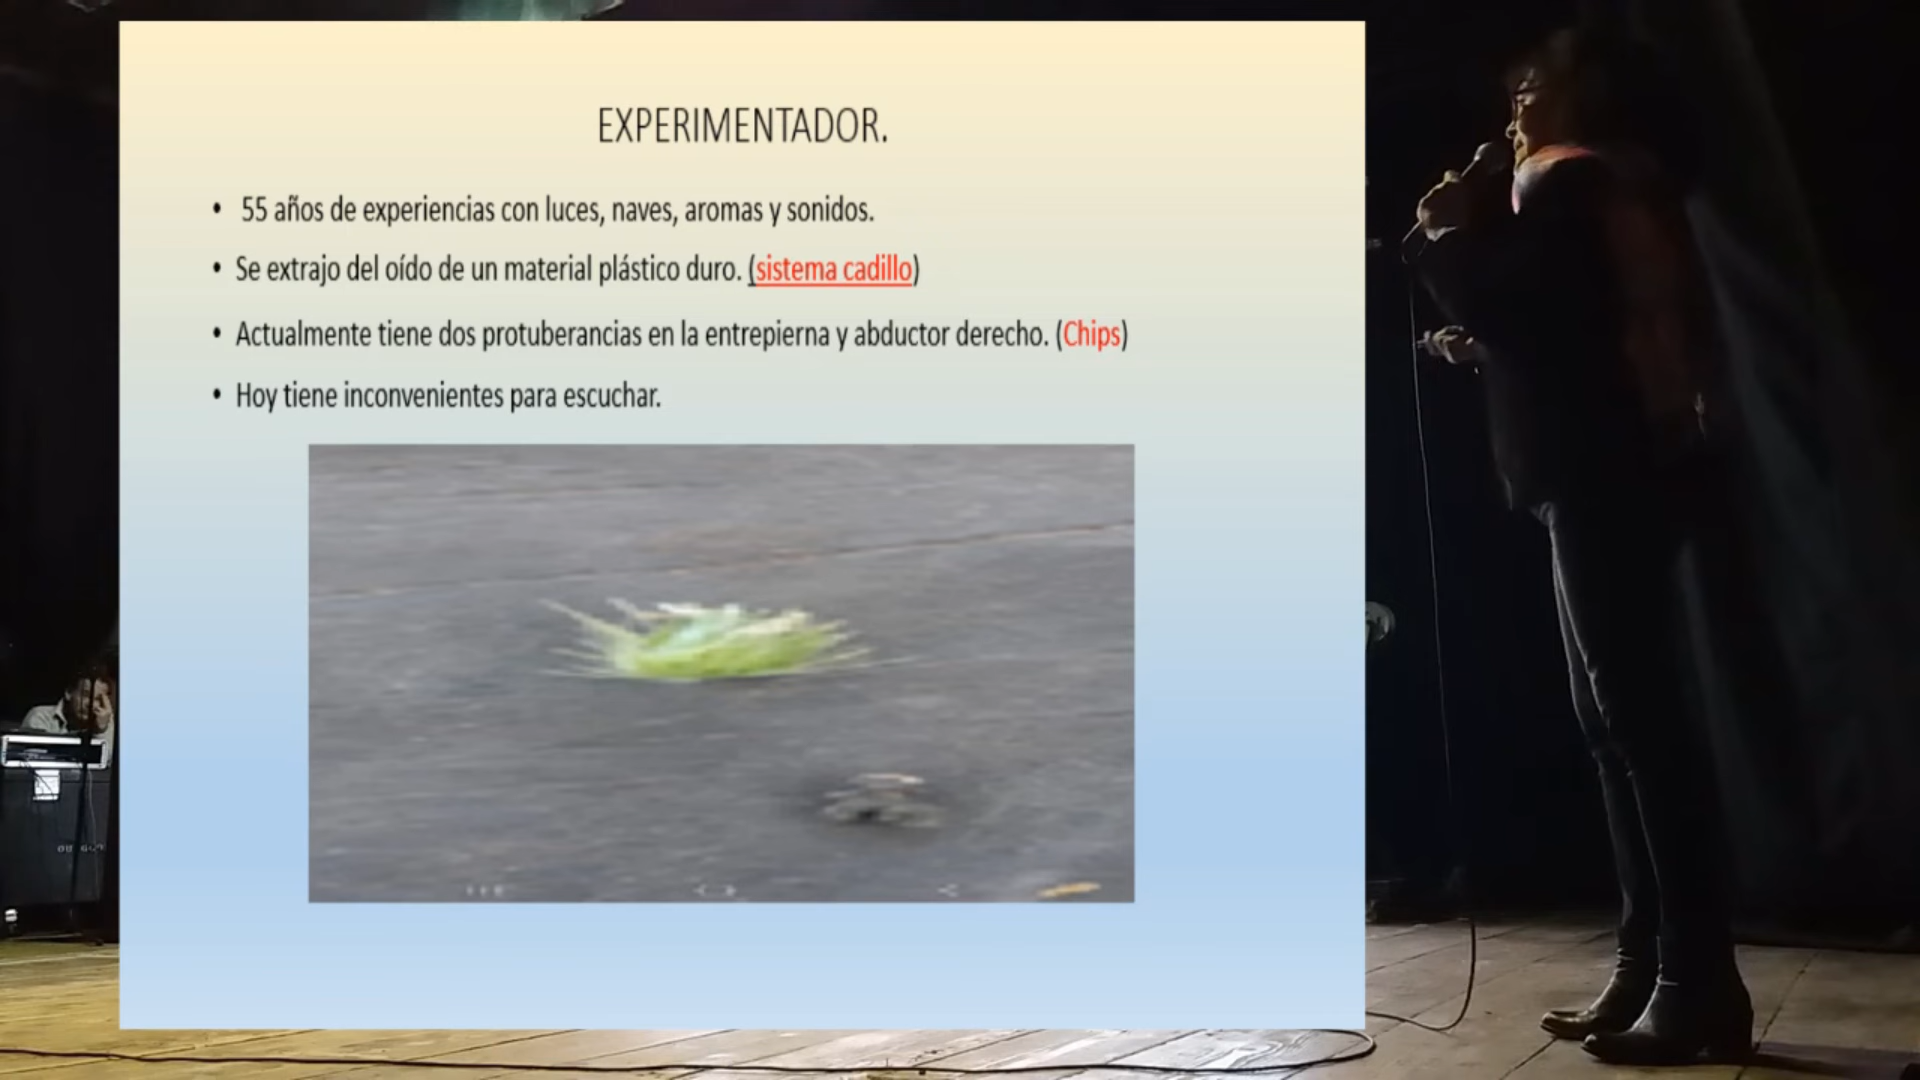 EXPERIMENTADOR.
• 55 años de experiencias con luces, naves, aromas y sonidos.
• Se extrajo del oído de un material plástico duro. (sistema cadillo)
• Actualmente tiene dos protuberancias en la entrepierna y abductor derecho. (Chips)
• Hoy tiene inconvenientes para escuchar.